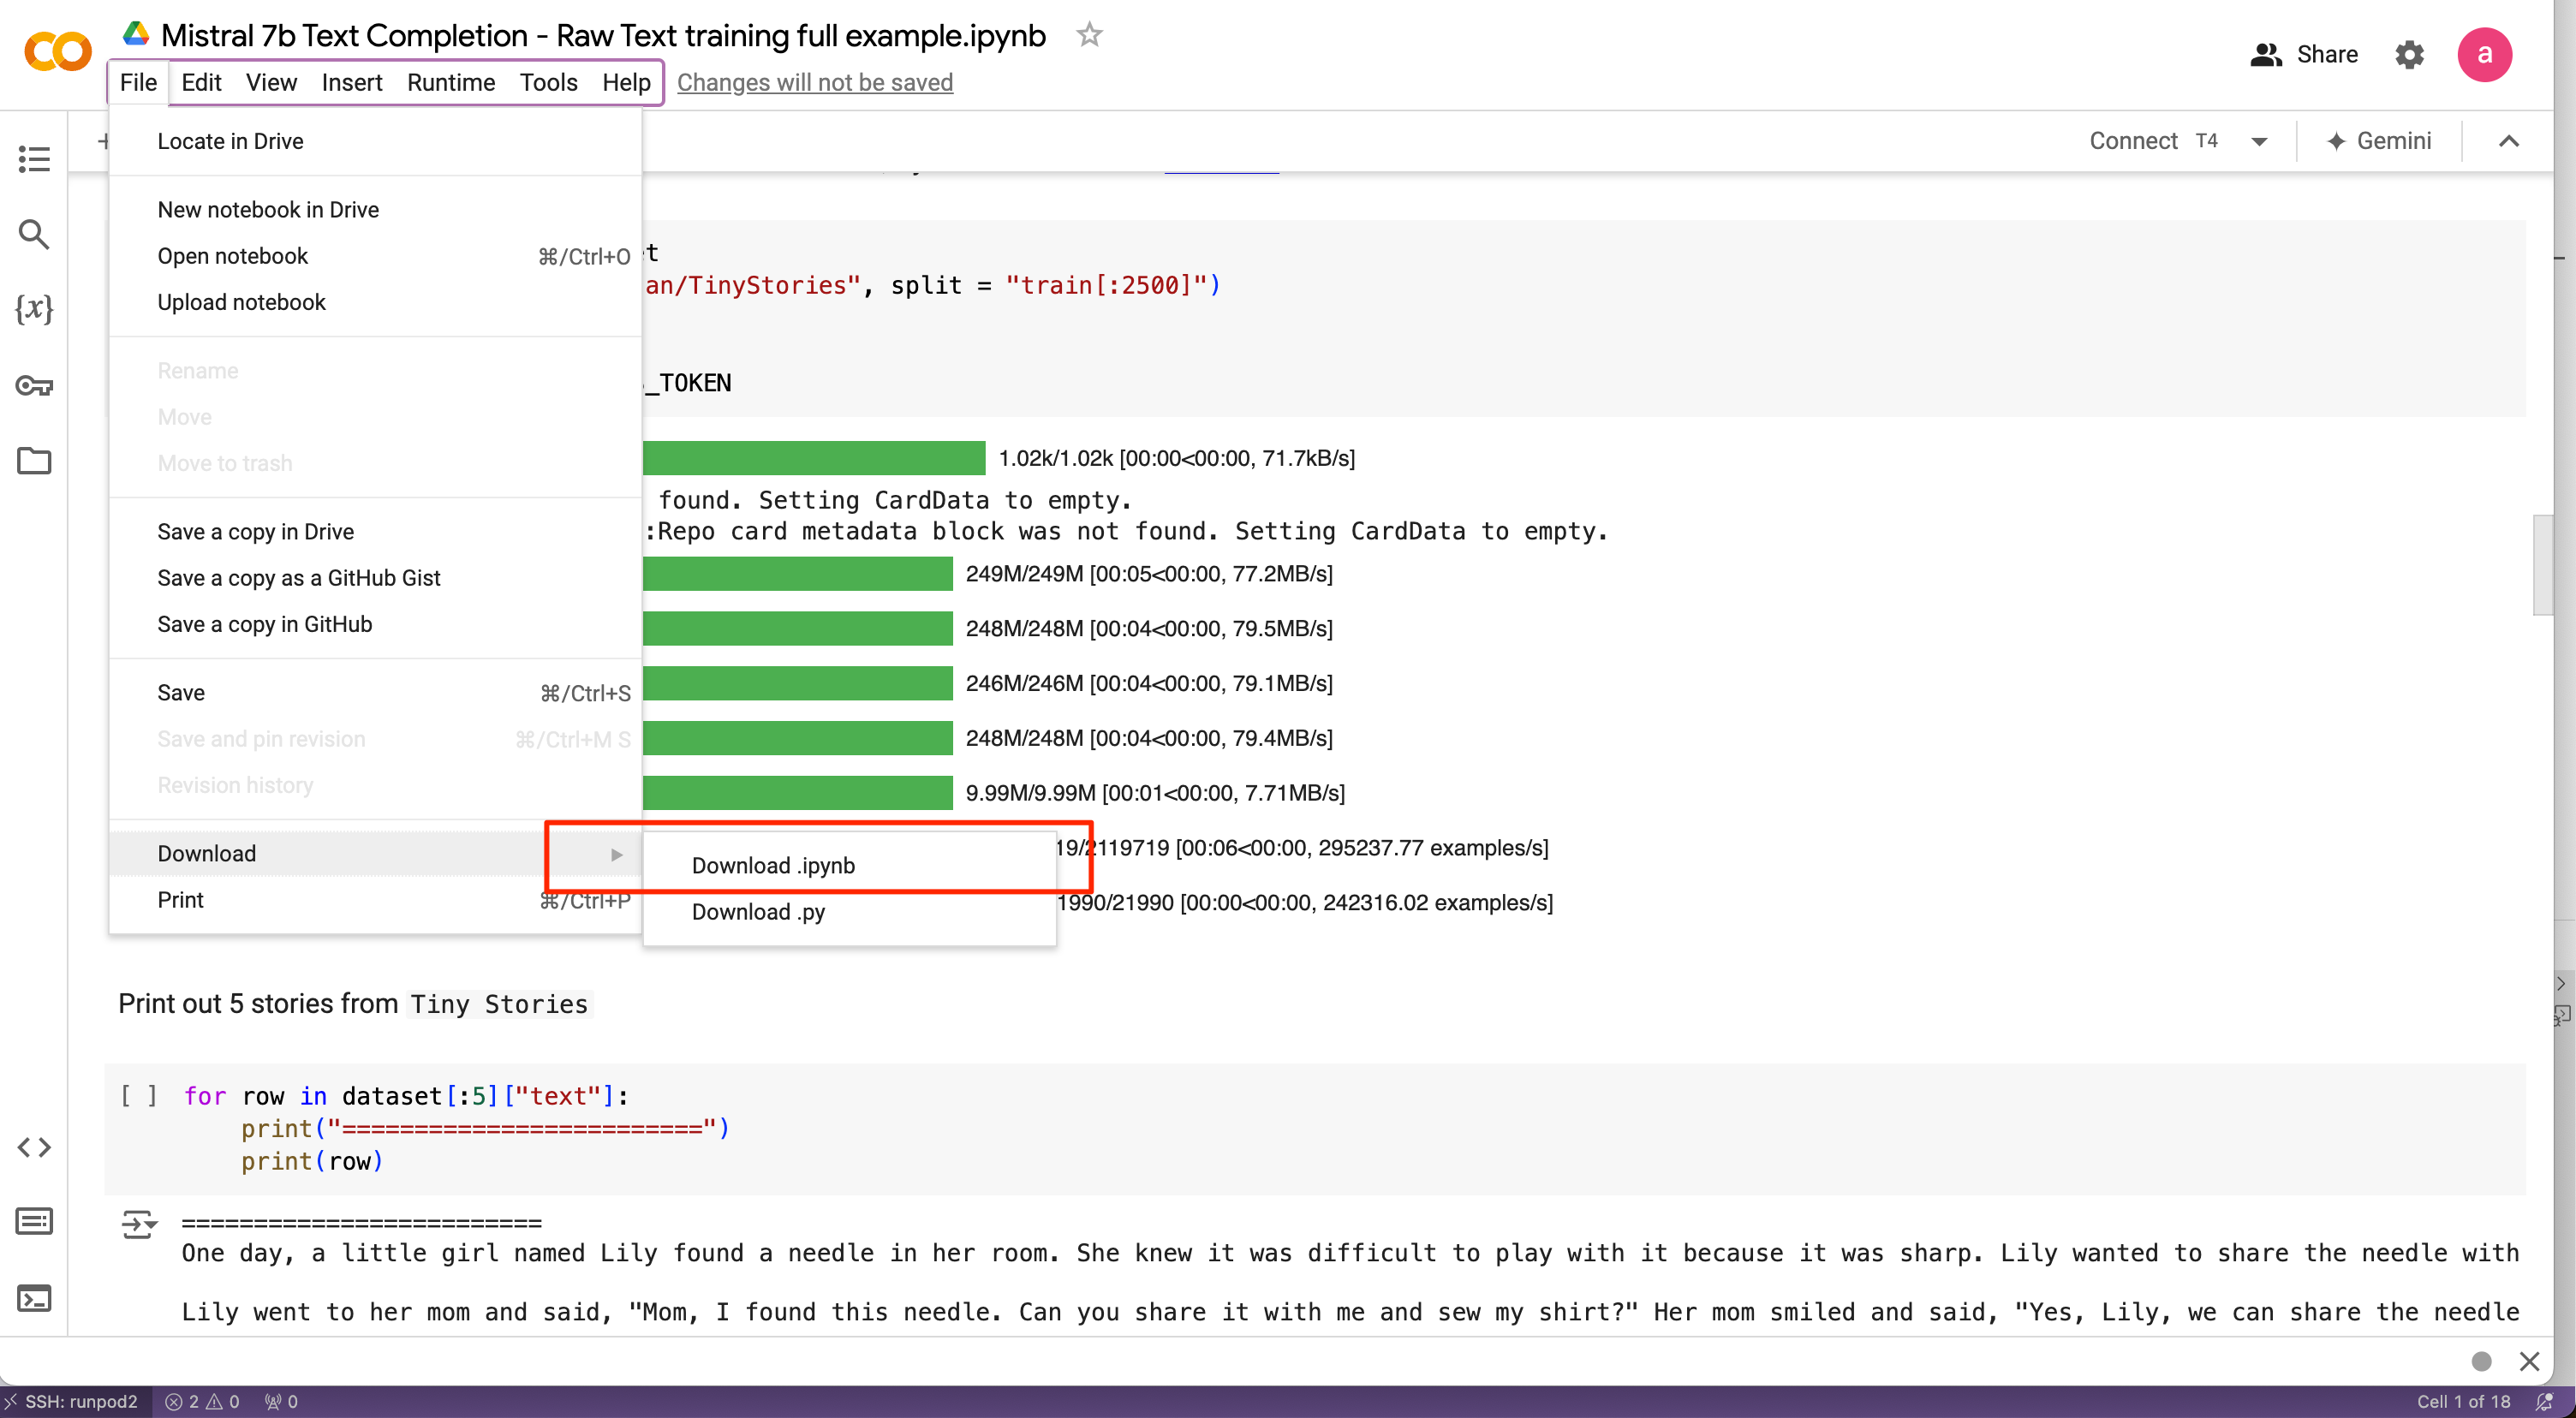 Mistral 7b Text Completion - Raw Text training full example.ipynb
Share
a
File Edit View Insert Runtime Tools Help Changes will not be saved
Connect T4
Gemini
Locate in Drive
New notebook in Drive
Open notebook ⌘/Ctrl+O
Upload notebook
Rename
Move
Move to trash
Save a copy in Drive
Save a copy as a GitHub Gist
Save a copy in GitHub
Save ⌘/Ctrl+S
Save and pin revision ⌘/Ctrl+M S
Revision history
Download
Print ⌘/Ctrl+P
Download .ipynb
Download .py
{x}
an/TinyStories", split = "train[:2500]")
_TOKEN
1.02k/1.02k [00:00<00:00, 71.7kB/s]
found. Setting CardData to empty.
:Repo card metadata block was not found. Setting CardData to empty.
249M/249M [00:05<00:00, 77.2MB/s]
248M/248M [00:04<00:00, 79.5MB/s]
246M/246M [00:04<00:00, 79.1MB/s]
248M/248M [00:04<00:00, 79.4MB/s]
9.99M/9.99M [00:01<00:00, 7.71MB/s]
19/2119719 [00:06<00:00, 295237.77 examples/s]
1990/21990 [00:00<00:00, 242316.02 examples/s]
Print out 5 stories from Tiny Stories
[ ] for row in dataset[:5]["text"]:
print("=========================")
print(row)
=========================
One day, a little girl named Lily found a needle in her room. She knew it was difficult to play with it because it was sharp. Lily wanted to share the needle with
Lily went to her mom and said, "Mom, I found this needle. Can you share it with me and sew my shirt?" Her mom smiled and said, "Yes, Lily, we can share the needle
SSH: runpod2 2 0 0 Cell 1 of 18